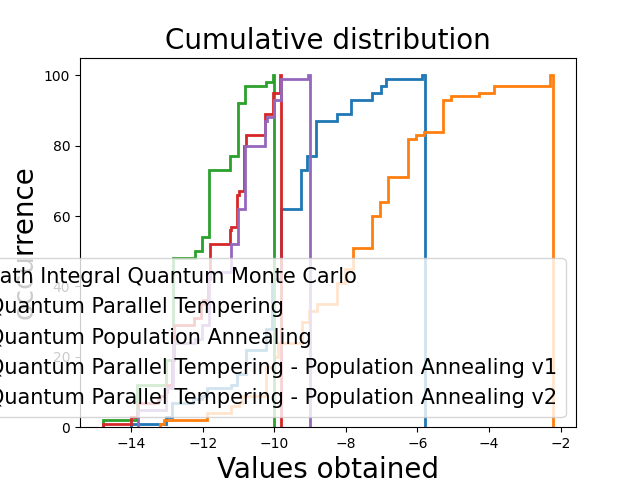 Cumulative distribution
100
80
60
40
20
0
occurrence
ath Integral Quantum Monte Carlo
Quantum Parallel Tempering
Quantum Population Annealing
Quantum Parallel Tempering - Population Annealing v1
Quantum Parallel Tempering - Population Annealing v2
−14 −12 −10 −8 −6 −4 −2
Values obtained